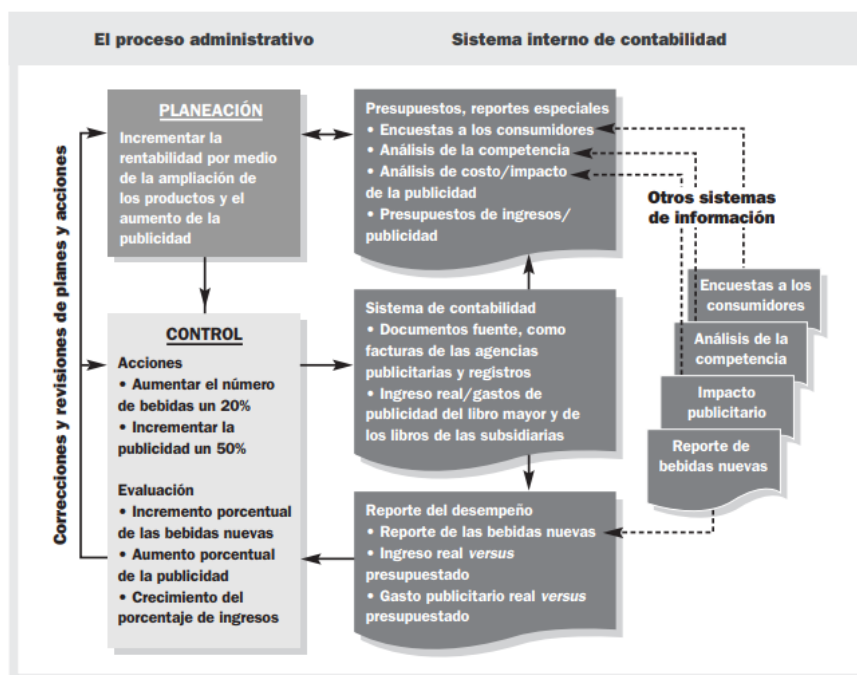 El proceso administrativo
Sistema interno de contabilidad
Correcciones y revisiones de planes y acciones
PLANEACIÓN
Incrementar la
rentabilidad por medio
de la ampliación de
los productos y el
aumento de la
publicidad
Presupuestos, reportes especiales
• Encuestas a los consumidores
• Análisis de la competencia
• Análisis de costo/impacto
de la publicidad
• Presupuestos de ingresos/
publicidad
Otros sistemas
de información
Encuestas a los
consumidores
Análisis de la
competencia
Impacto
publicitario
Reporte de
bebidas nuevas
CONTROL
Acciones
• Aumentar el número
de bebidas un 20%
• Incrementar la
publicidad un 50%
Evaluación
• Incremento porcentual
de las bebidas nuevas
• Aumento porcentual
de la publicidad
• Crecimiento del
porcentaje de ingresos
Sistema de contabilidad
• Documentos fuente, como
facturas de las agencias
publicitarias y registros
• Ingreso real/gastos de
publicidad del libro mayor y de
los libros de las subsidiarias
Reporte del desempeño
• Reporte de las bebidas nuevas
• Ingreso real versus
presupuestado
• Gasto publicitario real versus
presupuestado